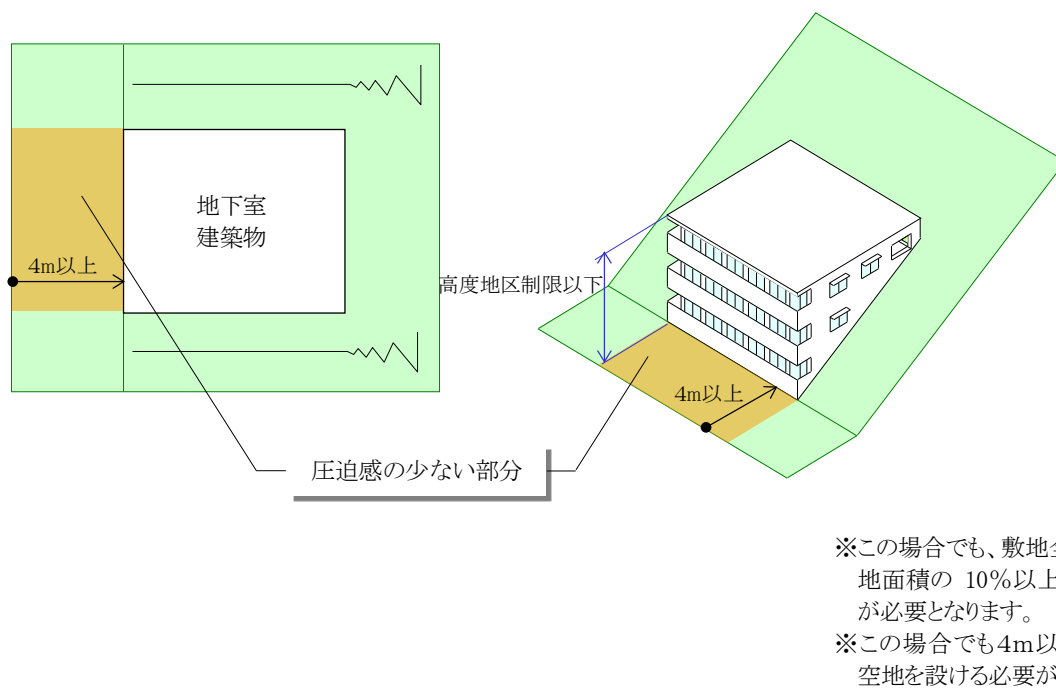 地下室
建築物
4m以上
高度地区制限以下
4m以上
圧迫感の少ない部分
※この場合でも、敷地
地面積の 10％以上
が必要となります。
※この場合でも4m以
空地を設ける必要が